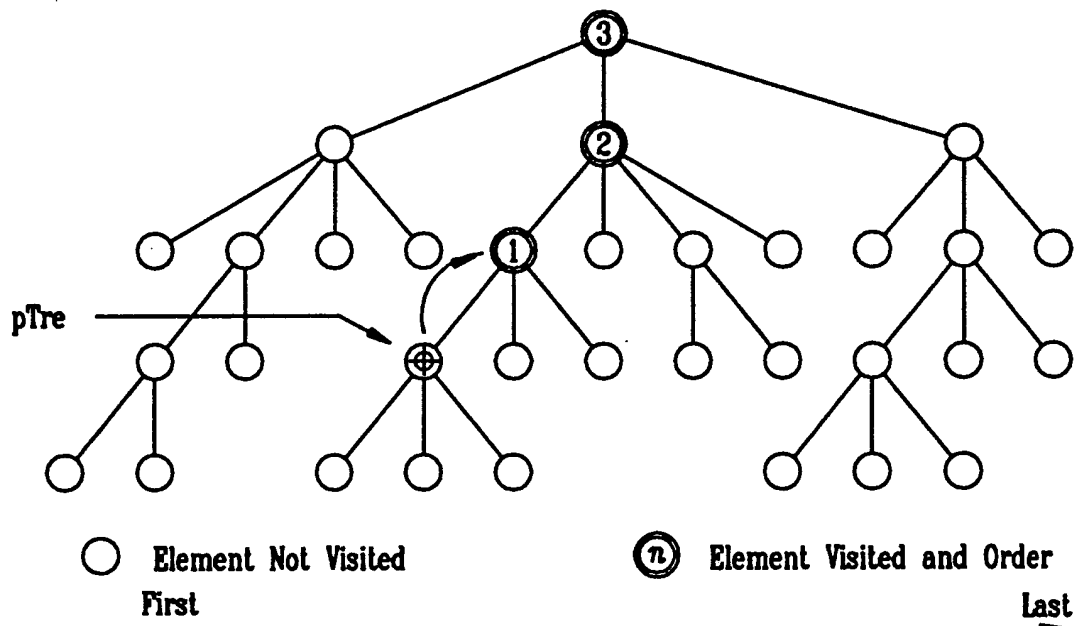 3
2
1
pTre
Element Not Visited
n Element Visited and Order
First
Last